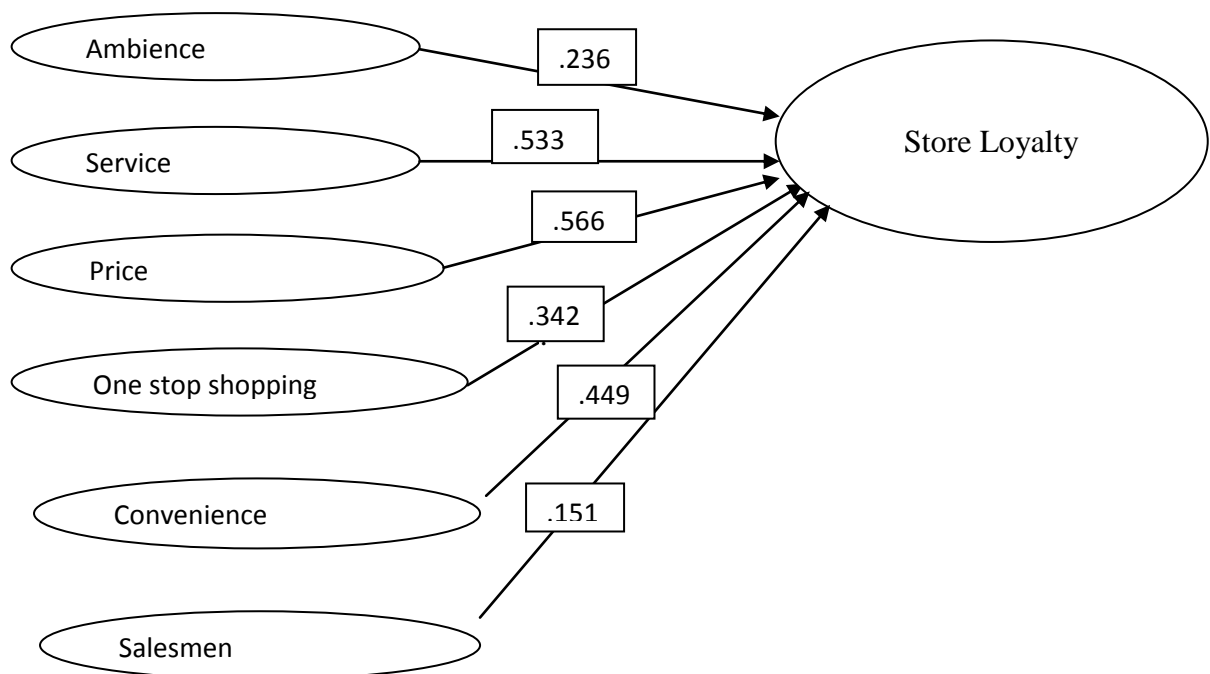 Ambience
.236
Store Loyalty
Service
.533
Price
.566
One stop shopping
.342
Convenience
.449
Salesmen
.151